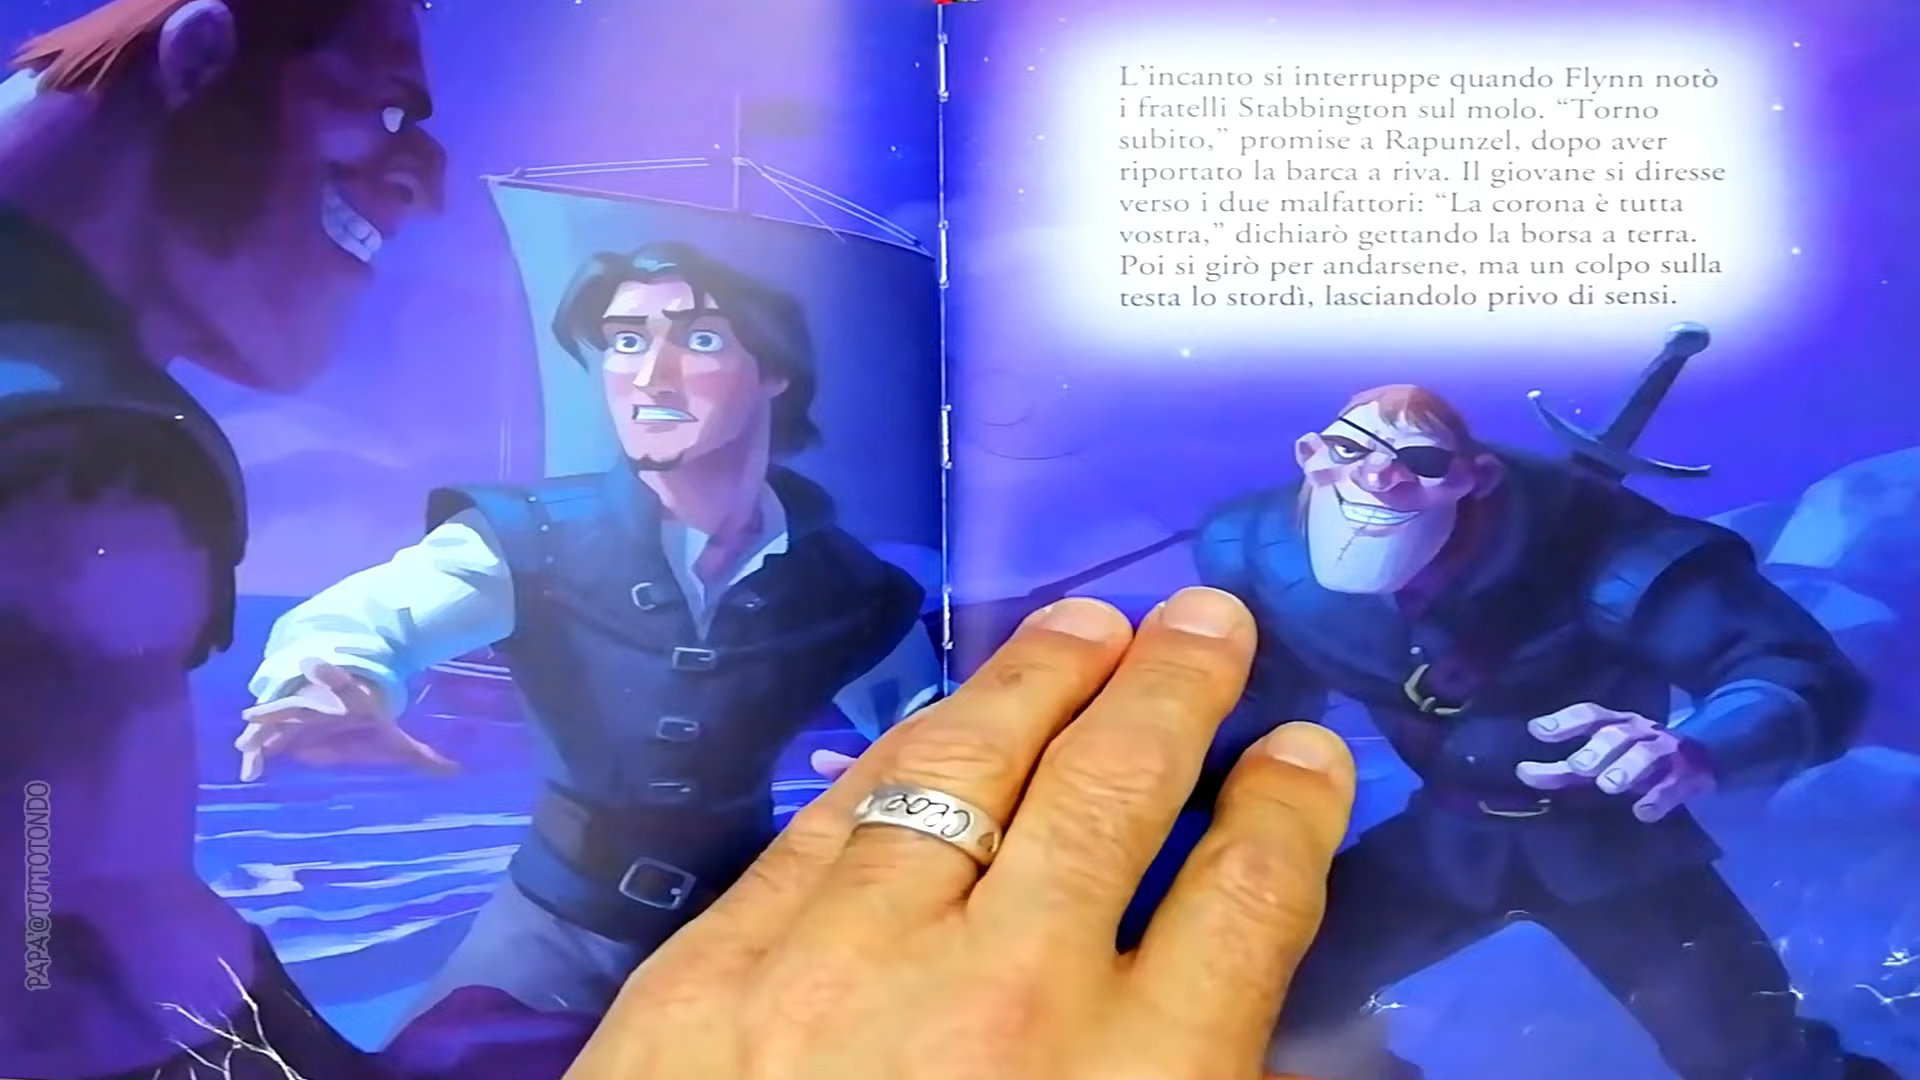 L'incanto si interruppe quando Flynn notò
i fratelli Stabbington sul molo. “Torno
subito,” promise a Rapunzel, dopo aver
riportato la barca a riva. Il giovane si diresse
verso i due malfattori: “La corona è tutta
vostra,” dichiarò gettando la borsa a terra.
Poi si girò per andarsene, ma un colpo sulla
testa lo stordì, lasciandolo privo di sensi.
PAPA'@TUTTOTONDO